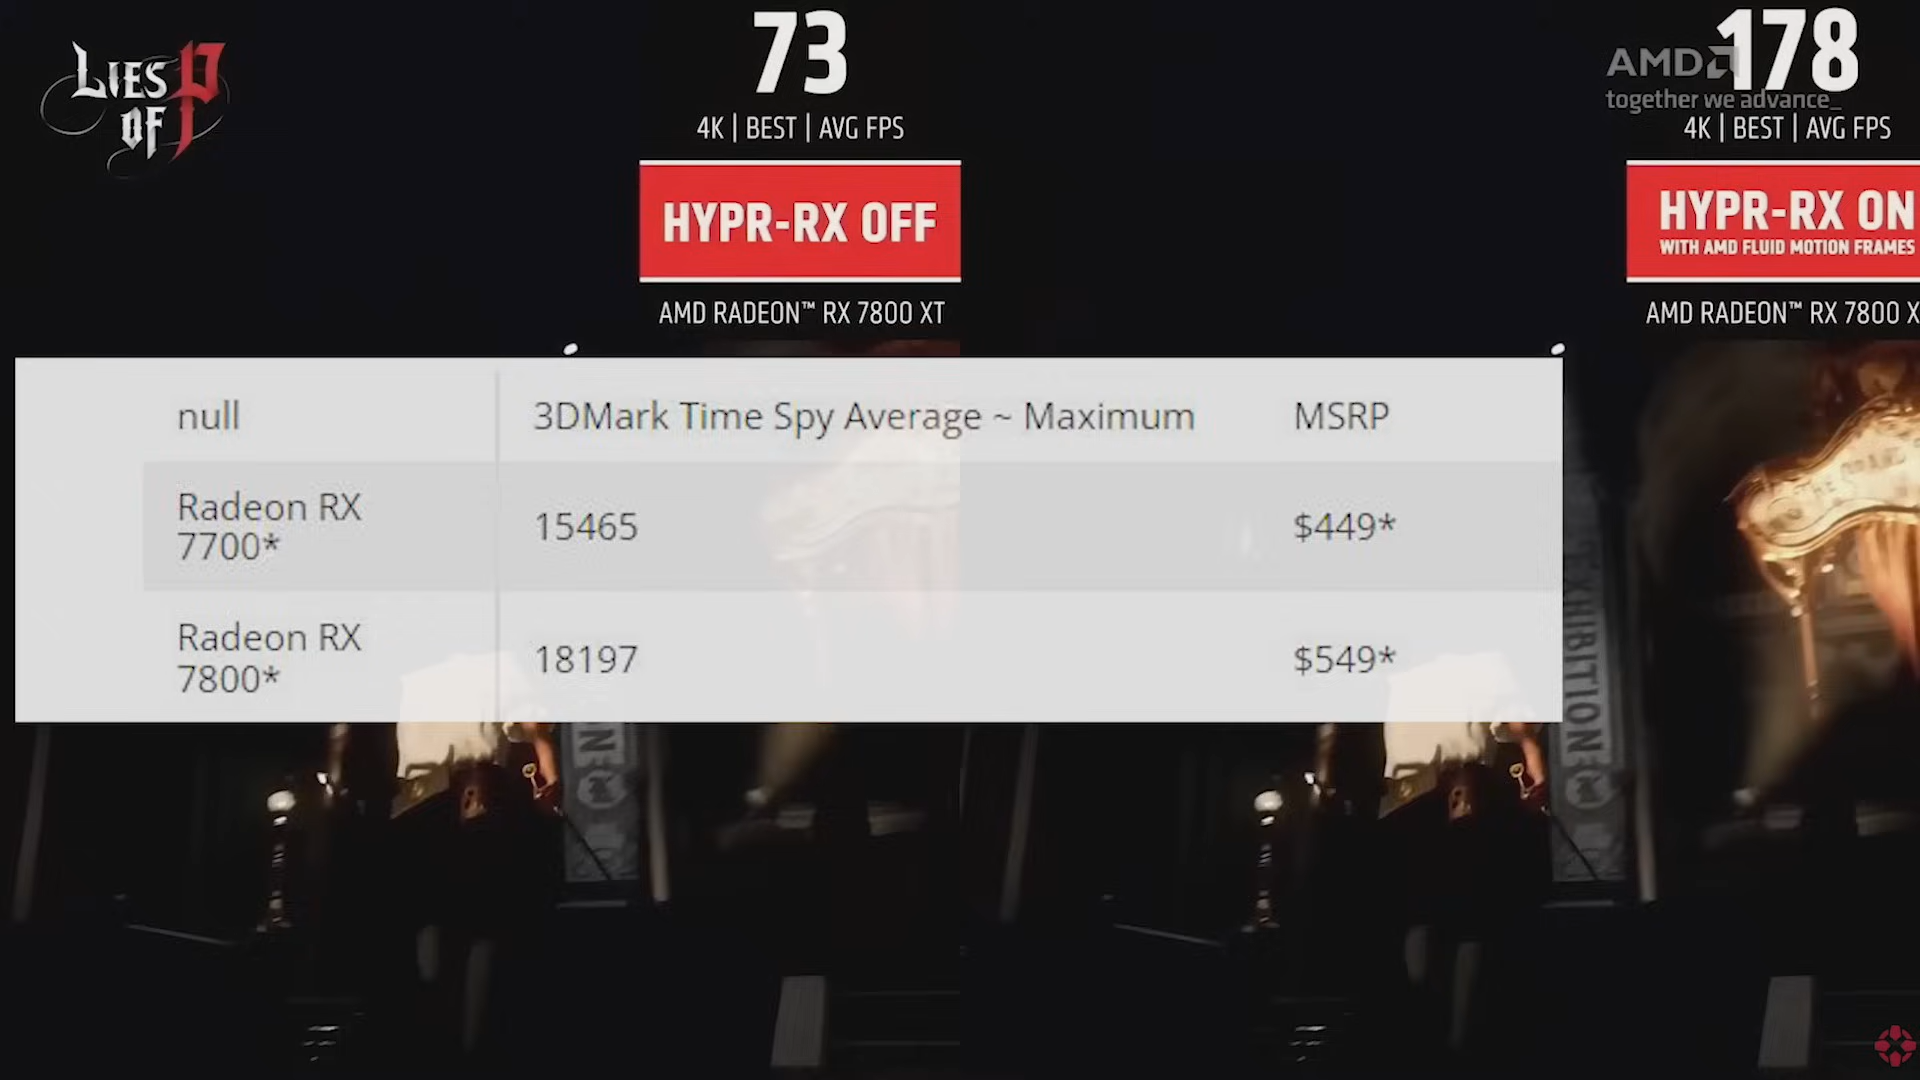 LIES
OF P
73
4K | BEST | AVG FPS
HYPR-RX OFF
AMD RADEON™ RX 7800 XT
178
AMD
together we advance_
4K | BEST | AVG FPS
HYPR-RX ON
WITH AMD FLUID MOTION FRAMES
AMD RADEON™ RX 7800 X
null 3DMark Time Spy Average ~ Maximum MSRP
Radeon RX
7700* 15465 $449*
Radeon RX
7800* 18197 $549*
EXHIBITION